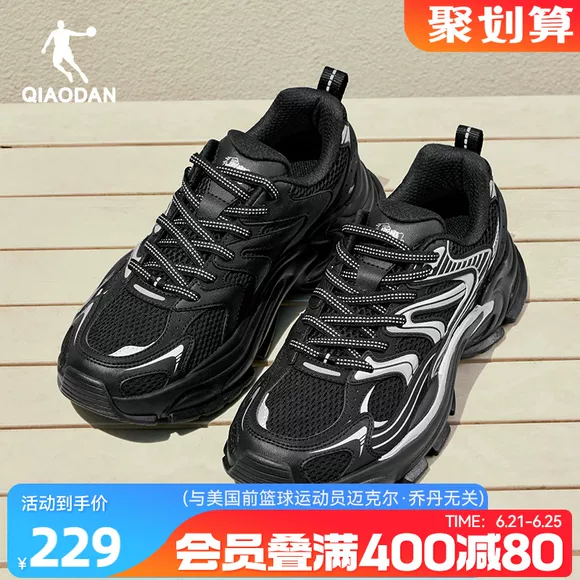 聚划算
QIAODAN
活动到手价
(与美国前篮球运动员迈克尔·乔丹无关)
TIME: 6.21-6.25
¥229
会员叠满400减80